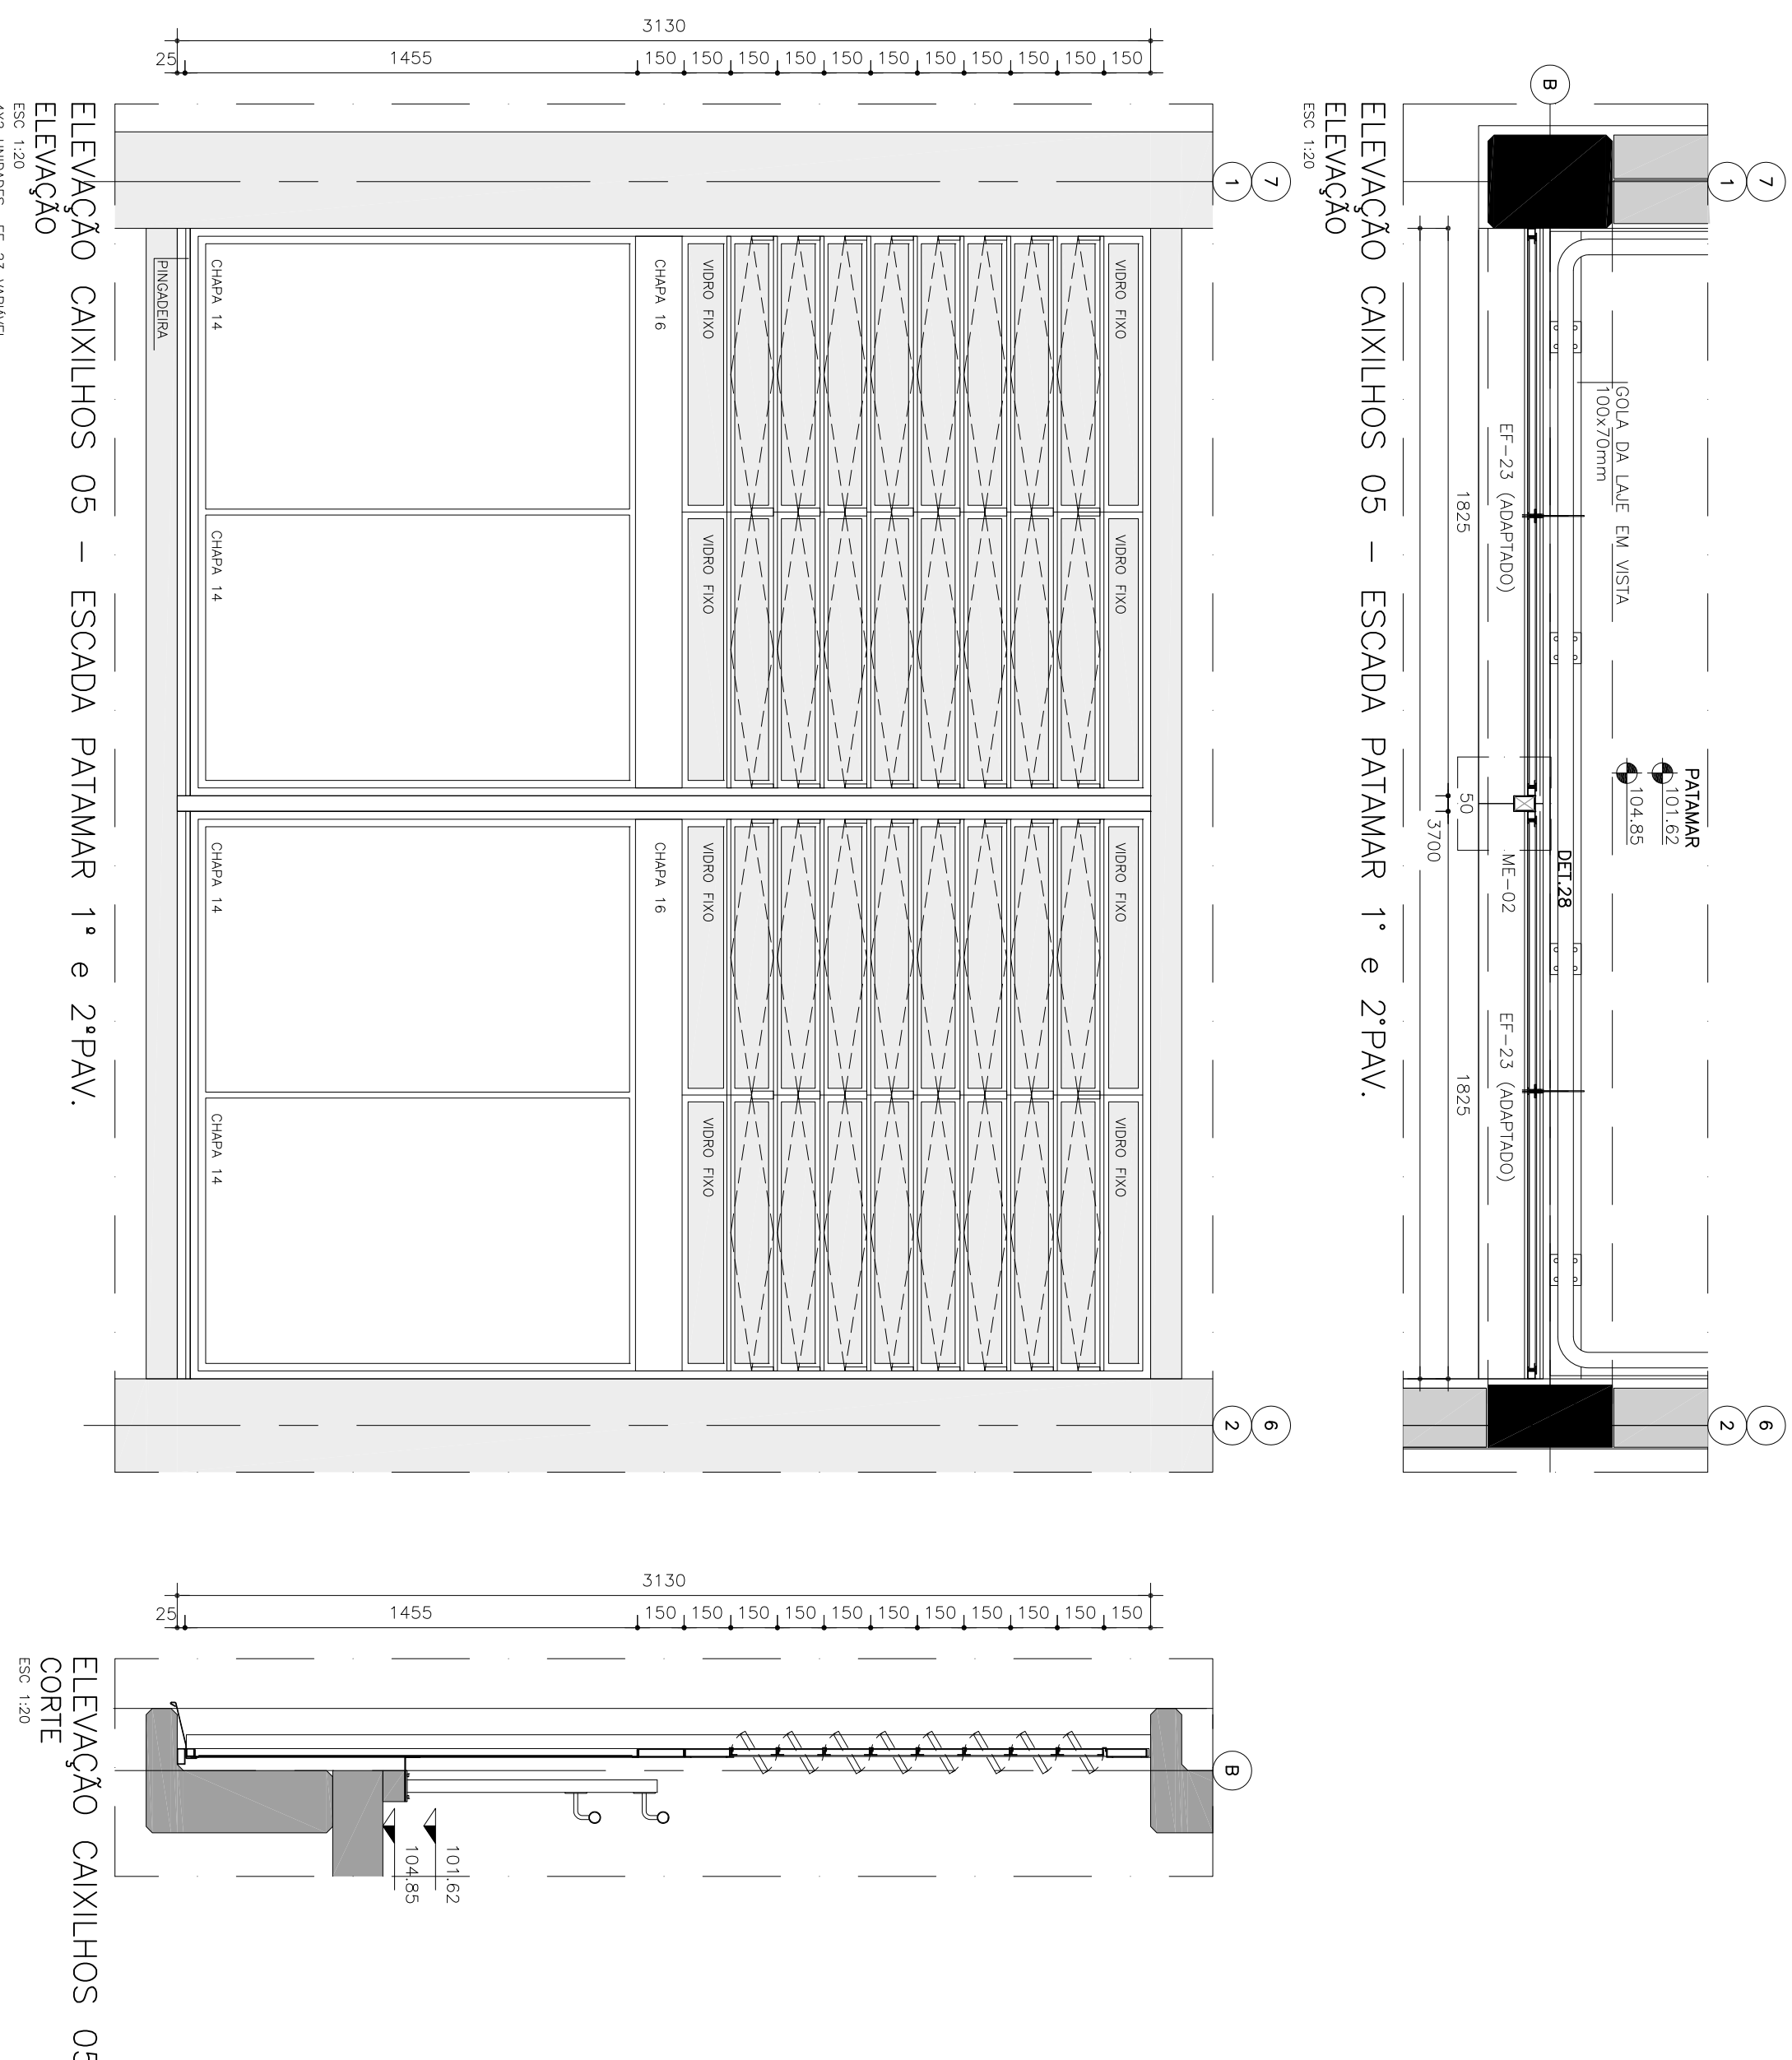 7
1
6
2
B
PATAMAR
101.62
104.85
GOLA DA LAJE EM VISTA
100x70mm
DET.28
EF-23 (ADAPTADO)
ME-02
EF-23 (ADAPTADO)
1825
50
1825
3700
ELEVAÇÃO CAIXILHOS 05 - ESCADA PATAMAR 1° e 2°PAV.
ELEVAÇÃO
ESC 1:20
7
1
6
2
VIDRO FIXO
VIDRO FIXO
VIDRO FIXO
VIDRO FIXO
VIDRO FIXO
VIDRO FIXO
VIDRO FIXO
VIDRO FIXO
CHAPA 16
CHAPA 16
CHAPA 14
CHAPA 14
CHAPA 14
CHAPA 14
PINGADEIRA
3130
150
150
150
150
150
150
150
150
150
150
150
1455
25
ELEVAÇÃO CAIXILHOS 05 - ESCADA PATAMAR 1° e 2°PAV.
ELEVAÇÃO
ESC 1:20
B
101.62
104.85
3130
150
150
150
150
150
150
150
150
150
150
150
1455
25
ELEVAÇÃO CAIXILHOS 05
CORTE
ESC 1:20